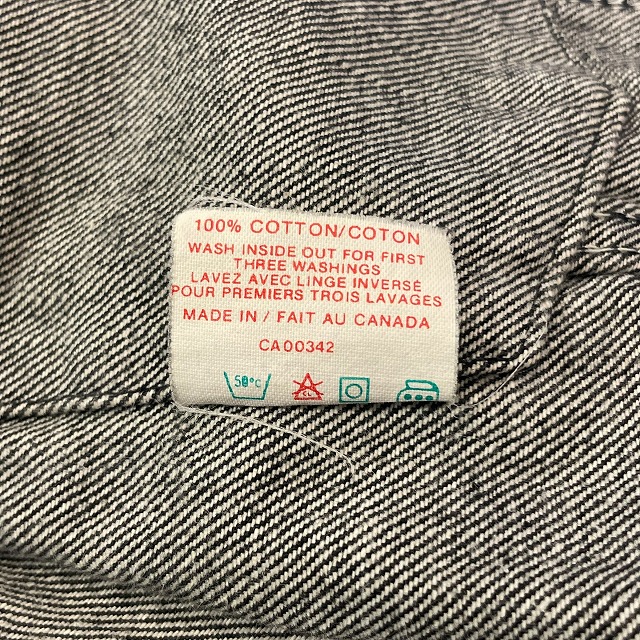 100% COTTON/COTON
WASH INSIDE OUT FOR FIRST
THREE WASHINGS
LAVEZ AVEC LINGE INVERSÉ
POUR PREMIERS TROIS LAVAGES
MADE IN / FAIT AU CANADA
CA00342
50°C CL